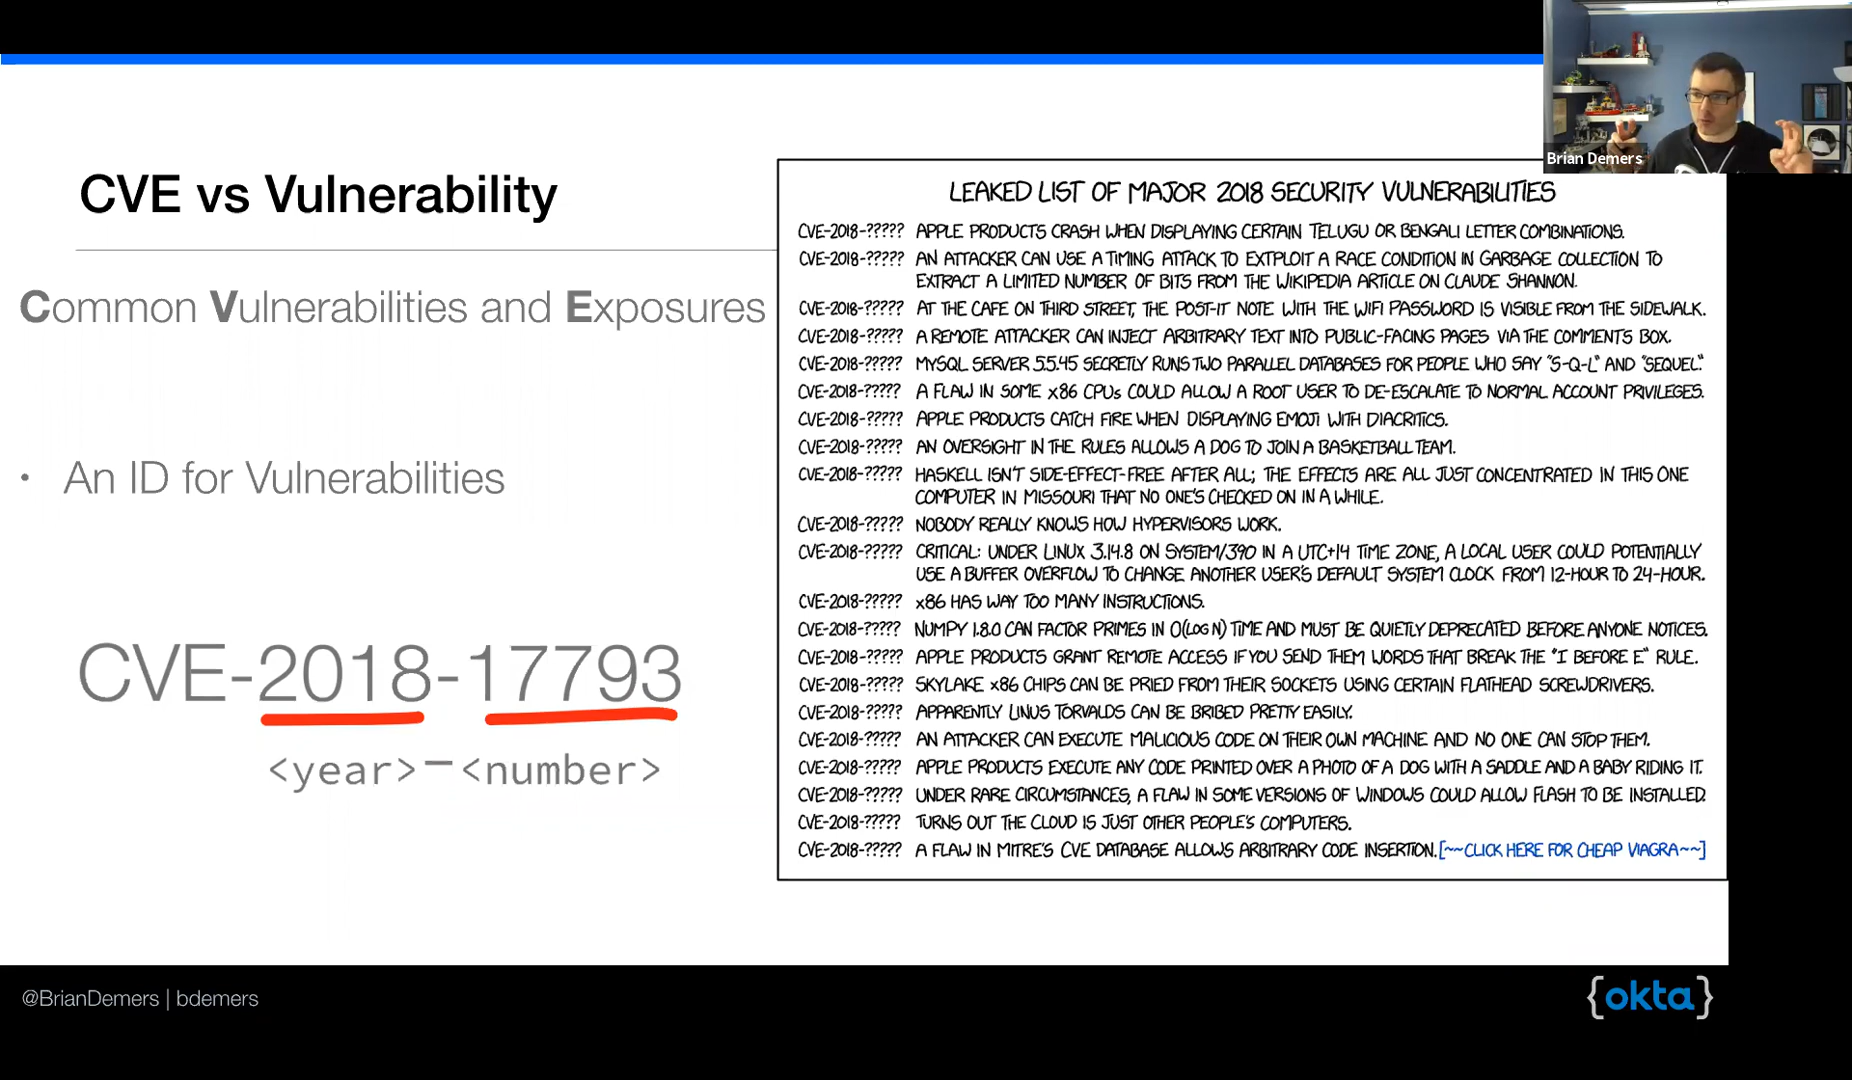 Brian Demers
CVE vs Vulnerability
Common Vulnerabilities and Exposures
• An ID for Vulnerabilities
CVE-2018-17793
<year>-<number>
LEAKED LIST OF MAJOR 2018 SECURITY VULNERABILITIES
CVE-2018-????? APPLE PRODUCTS CRASH WHEN DISPLAYING CERTAIN TELUGU OR BENGALI LETTER COMBINATIONS.
CVE-2018-????? AN ATTACKER CAN USE A TIMING ATTACK TO EXTPLOIT A RACE CONDITION IN GARBAGE COLLECTION TO
EXTRACT A LIMITED NUMBER OF BITS FROM THE WIKIPEDIA ARTICLE ON CLAUDE SHANNON.
CVE-2018-????? AT THE CAFE ON THIRD STREET, THE POST-IT NOTE WITH THE WIFI PASSWORD IS VISIBLE FROM THE SIDEWALK.
CVE-2018-????? A REMOTE ATTACKER CAN INJECT ARBITRARY TEXT INTO PUBLIC-FACING PAGES VIA THE COMMENTS BOX.
CVE-2018-????? MYSQL SERVER 5.5.45 SECRETLY RUNS TWO PARALLEL DATABASES FOR PEOPLE WHO SAY "S-Q-L" AND "SEQUEL."
CVE-2018-????? A FLAW IN SOME x86 CPUs COULD ALLOW A ROOT USER TO DE-ESCALATE TO NORMAL ACCOUNT PRIVILEGES.
CVE-2018-????? APPLE PRODUCTS CATCH FIRE WHEN DISPLAYING EMOJI WITH DIACRITICS.
CVE-2018-????? AN OVERSIGHT IN THE RULES ALLOWS A DOG TO JOIN A BASKETBALL TEAM.
CVE-2018-????? HASKELL ISN'T SIDE-EFFECT-FREE AFTER ALL; THE EFFECTS ARE ALL JUST CONCENTRATED IN THIS ONE
COMPUTER IN MISSOURI THAT NO ONE'S CHECKED ON IN A WHILE.
CVE-2018-????? NOBODY REALLY KNOWS HOW HYPERVISORS WORK.
CVE-2018-????? CRITICAL: UNDER LINUX 3.14.8 ON SYSTEM/390 IN A UTC+14 TIME ZONE, A LOCAL USER COULD POTENTIALLY
USE A BUFFER OVERFLOW TO CHANGE ANOTHER USER'S DEFAULT SYSTEM CLOCK FROM 12-HOUR TO 24-HOUR.
CVE-2018-????? x86 HAS WAY TOO MANY INSTRUCTIONS.
CVE-2018-????? NUMPY 1.8.0 CAN FACTOR PRIMES IN O(LOG N) TIME AND MUST BE QUIETLY DEPRECATED BEFORE ANYONE NOTICES.
CVE-2018-????? APPLE PRODUCTS GRANT REMOTE ACCESS IF YOU SEND THEM WORDS THAT BREAK THE "I BEFORE E" RULE.
CVE-2018-????? SKYLAKE x86 CHIPS CAN BE PRIED FROM THEIR SOCKETS USING CERTAIN FLATHEAD SCREWDRIVERS.
CVE-2018-????? APPARENTLY LINUS TORVALDS CAN BE BRIBED PRETTY EASILY.
CVE-2018-????? AN ATTACKER CAN EXECUTE MALICIOUS CODE ON THEIR OWN MACHINE AND NO ONE CAN STOP THEM.
CVE-2018-????? APPLE PRODUCTS EXECUTE ANY CODE PRINTED OVER A PHOTO OF A DOG WITH A SADDLE AND A BABY RIDING IT.
CVE-2018-????? UNDER RARE CIRCUMSTANCES, A FLAW IN SOME VERSIONS OF WINDOWS COULD ALLOW FLASH TO BE INSTALLED.
CVE-2018-????? TURNS OUT THE CLOUD IS JUST OTHER PEOPLE'S COMPUTERS.
CVE-2018-????? A FLAW IN MITRE'S CVE DATABASE ALLOWS ARBITRARY CODE INSERTION.[~~CLICK HERE FOR CHEAP VIAGRA~~]
@BrianDemers | bdemers
{okta}